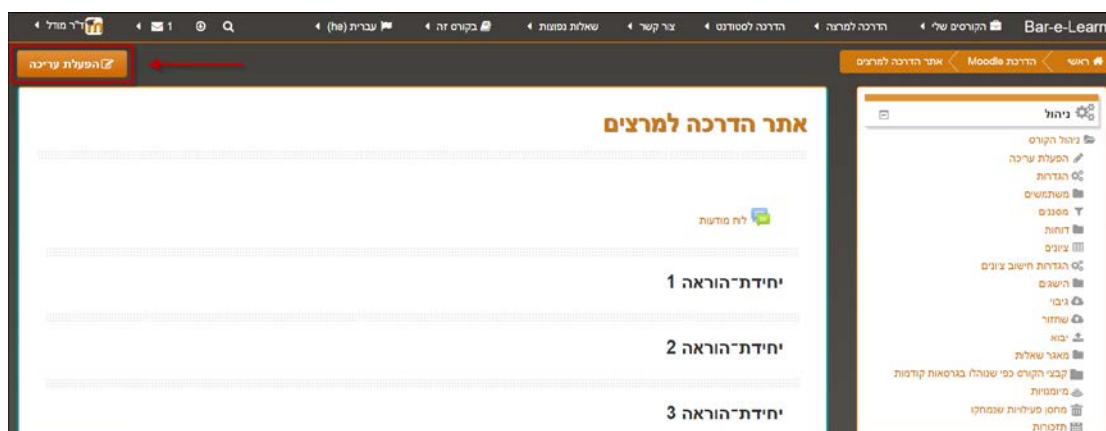 Bar-e-Learn הקורסים שלי הדרכה למרצה הדרכה לסטודנט צור קשר שאלות נפוצות בקורס זה עברית (he) 1 ד"ר מודל
ראשי הדרכת Moodle אתר הדרכה למרצים
הפעלת עריכה
ניהול
ניהול הקורס
הפעלת עריכה
הגדרות
משתמשים
מסננים
דוחות
ציונים
הגדרות חישוב ציונים
הישגים
גיבוי
שחזור
יבוא
מאגר שאלות
קבצי הקורס כפי שנוהלו בגרסאות קודמות
מיומנויות
מחסן פעילויות שנמחקו
תזכורות
אתר הדרכה למרצים
לוח מודעות
יחידת־הוראה 1
יחידת־הוראה 2
יחידת־הוראה 3